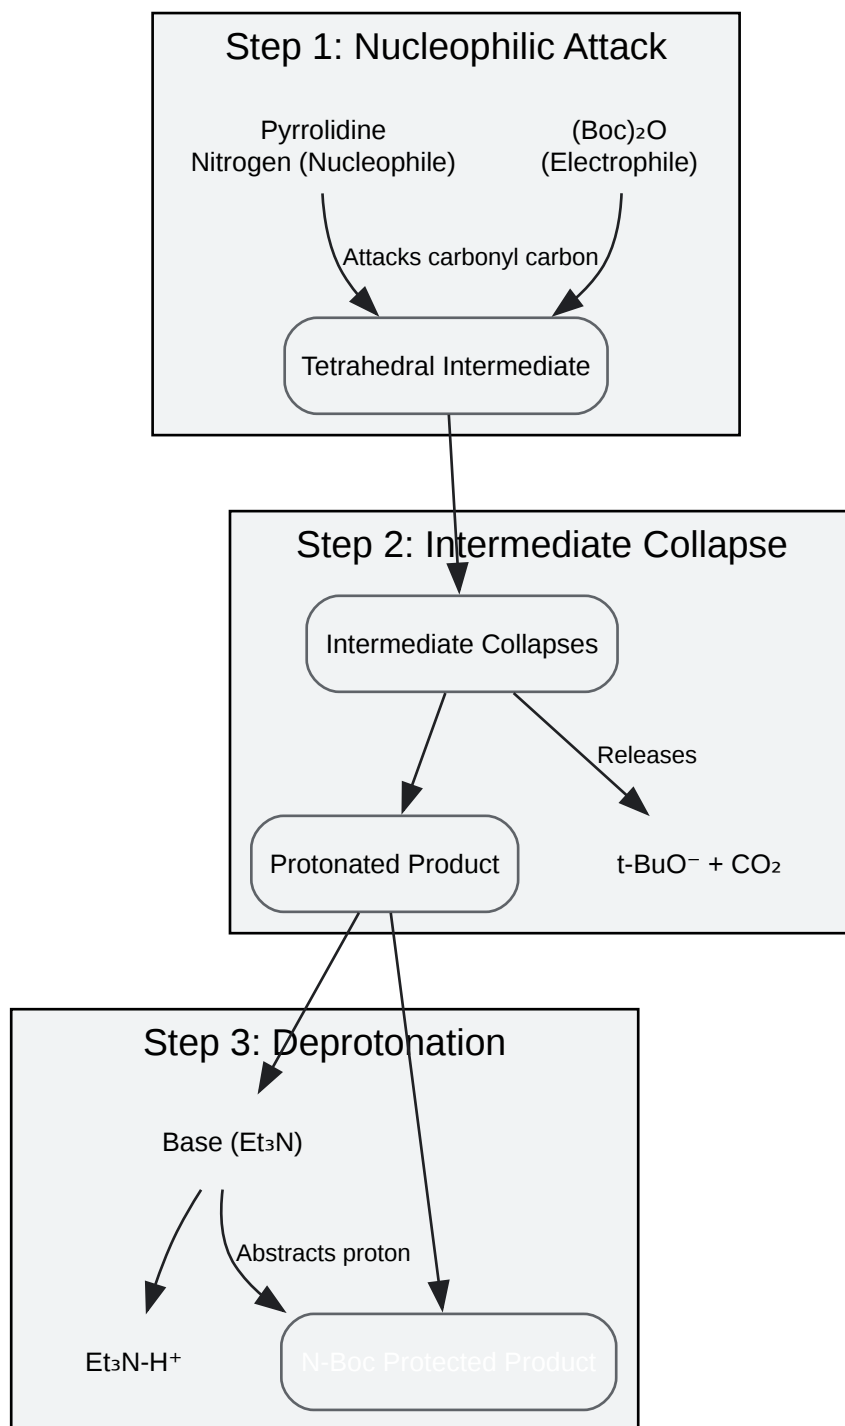 Step 1: Nucleophilic Attack
Pyrrolidine
Nitrogen (Nucleophile)
(Boc)₂O
(Electrophile)
Attacks carbonyl carbon
Tetrahedral Intermediate
Step 2: Intermediate Collapse
Intermediate Collapses
Releases
Protonated Product
t-BuO⁻ + CO₂
Step 3: Deprotonation
Base (Et₃N)
Abstracts proton
Et₃N-H⁺
N-Boc Protected Product